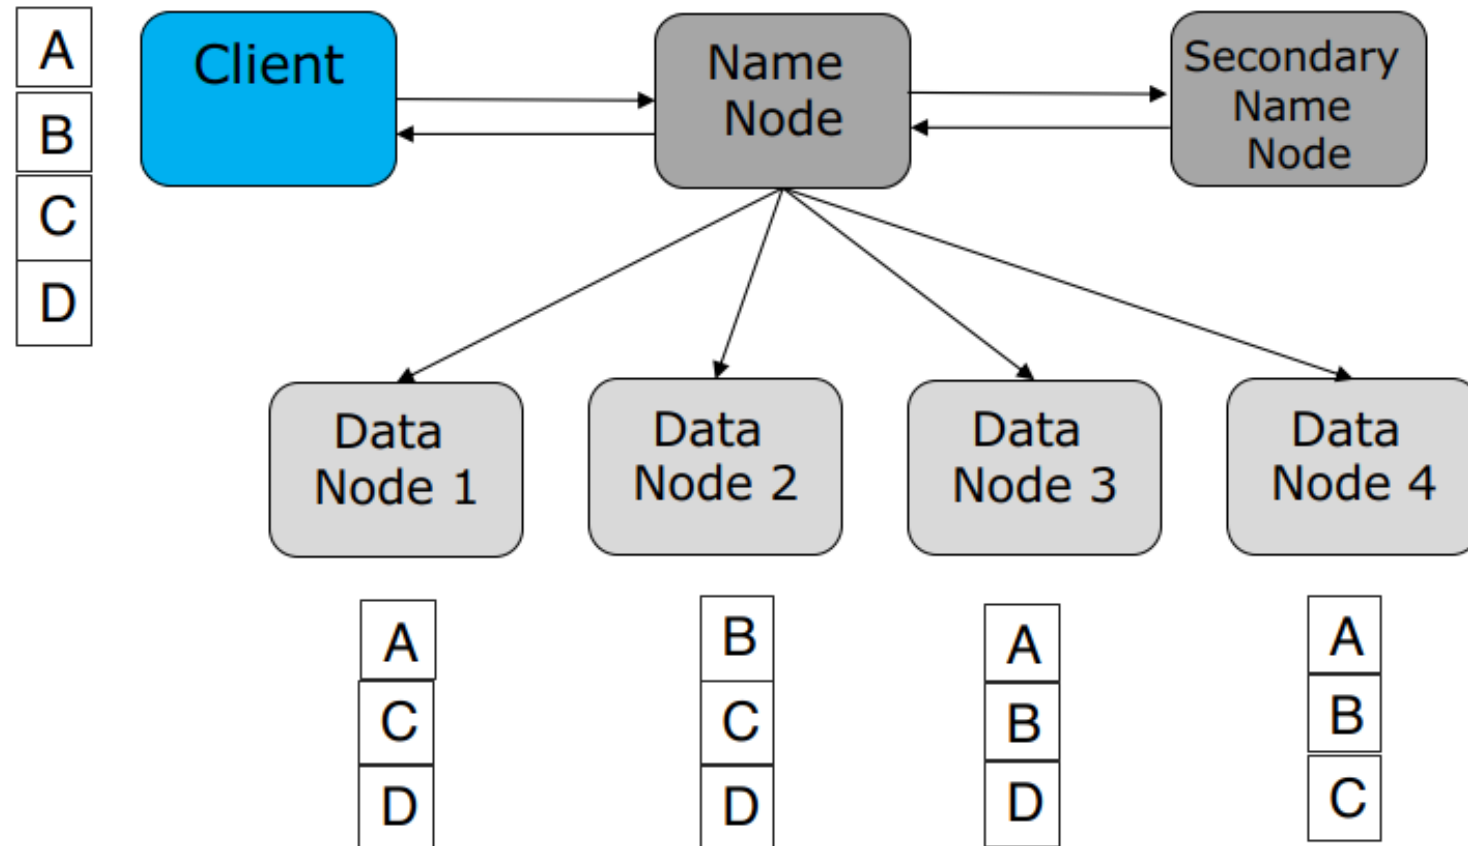 A
B
C
D
Client
Name
Node
Secondary
Name
Node
Data
Node 1
Data
Node 2
Data
Node 3
Data
Node 4
A
C
D
B
C
D
A
B
D
A
B
C